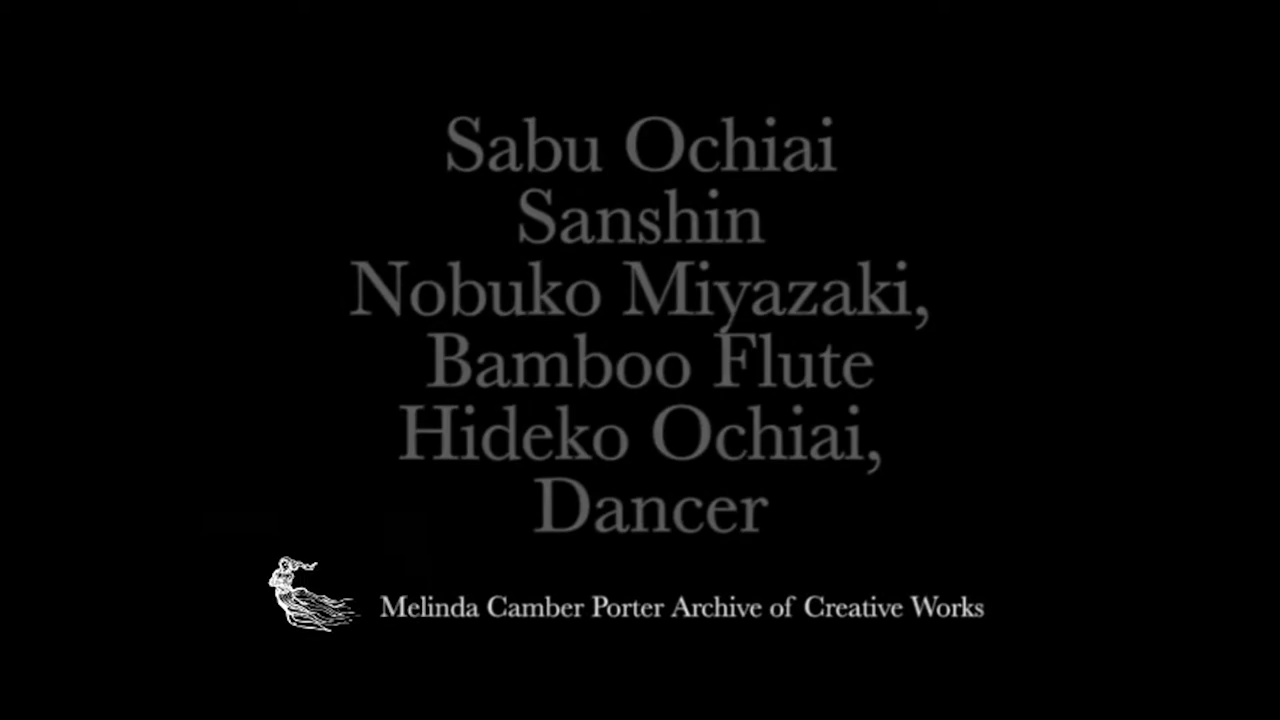 Sabu Ochiai
Sanshin
Nobuko Miyazaki,
Bamboo Flute
Hideko Ochiai,
Dancer
Melinda Camber Porter Archive of Creative Works